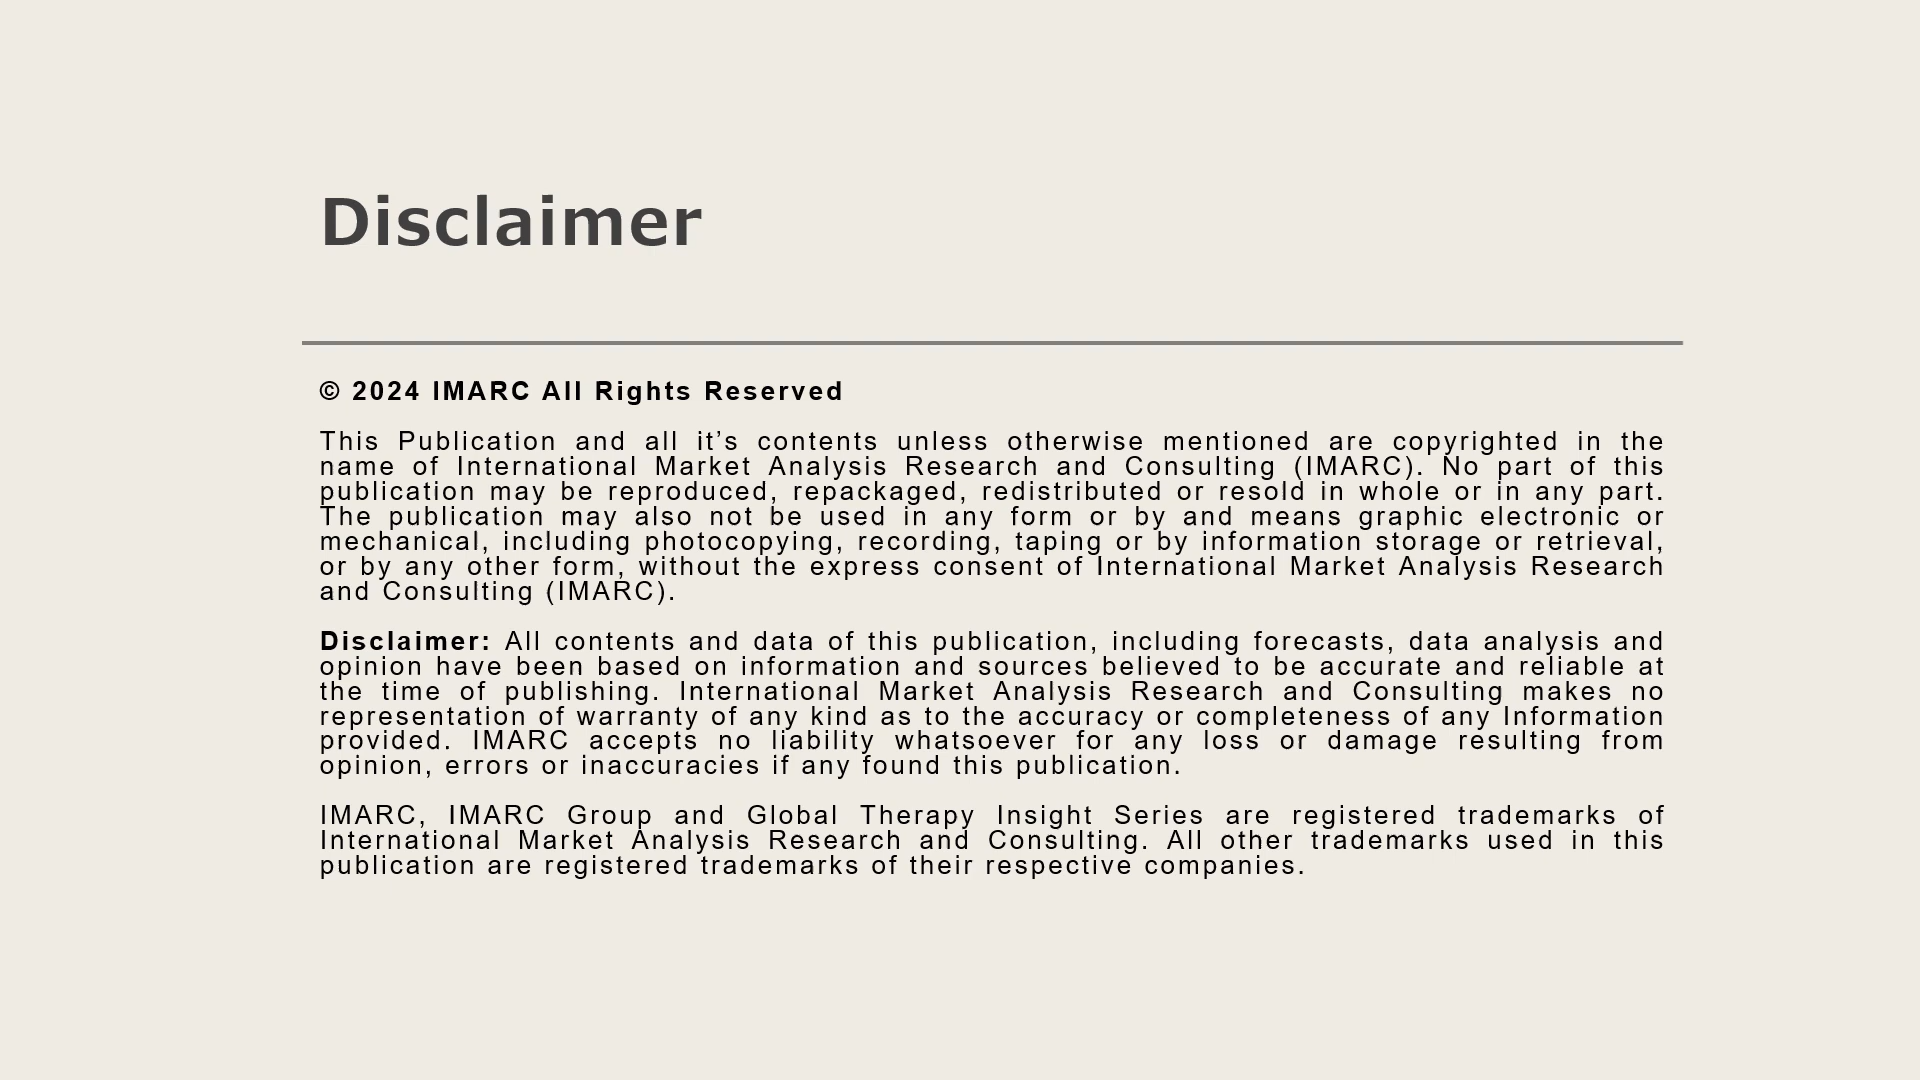 Disclaimer
© 2024 IMARC All Rights Reserved
This Publication and all it’s contents unless otherwise mentioned are copyrighted in the
name of International Market Analysis Research and Consulting (IMARC). No part of this
publication may be reproduced, repackaged, redistributed or resold in whole or in any part.
The publication may also not be used in any form or by and means graphic electronic or
mechanical, including photocopying, recording, taping or by information storage or retrieval,
or by any other form, without the express consent of International Market Analysis Research
and Consulting (IMARC).
Disclaimer: All contents and data of this publication, including forecasts, data analysis and
opinion have been based on information and sources believed to be accurate and reliable at
the time of publishing. International Market Analysis Research and Consulting makes no
representation of warranty of any kind as to the accuracy or completeness of any Information
provided. IMARC accepts no liability whatsoever for any loss or damage resulting from
opinion, errors or inaccuracies if any found this publication.
IMARC, IMARC Group and Global Therapy Insight Series are registered trademarks of
International Market Analysis Research and Consulting. All other trademarks used in this
publication are registered trademarks of their respective companies.